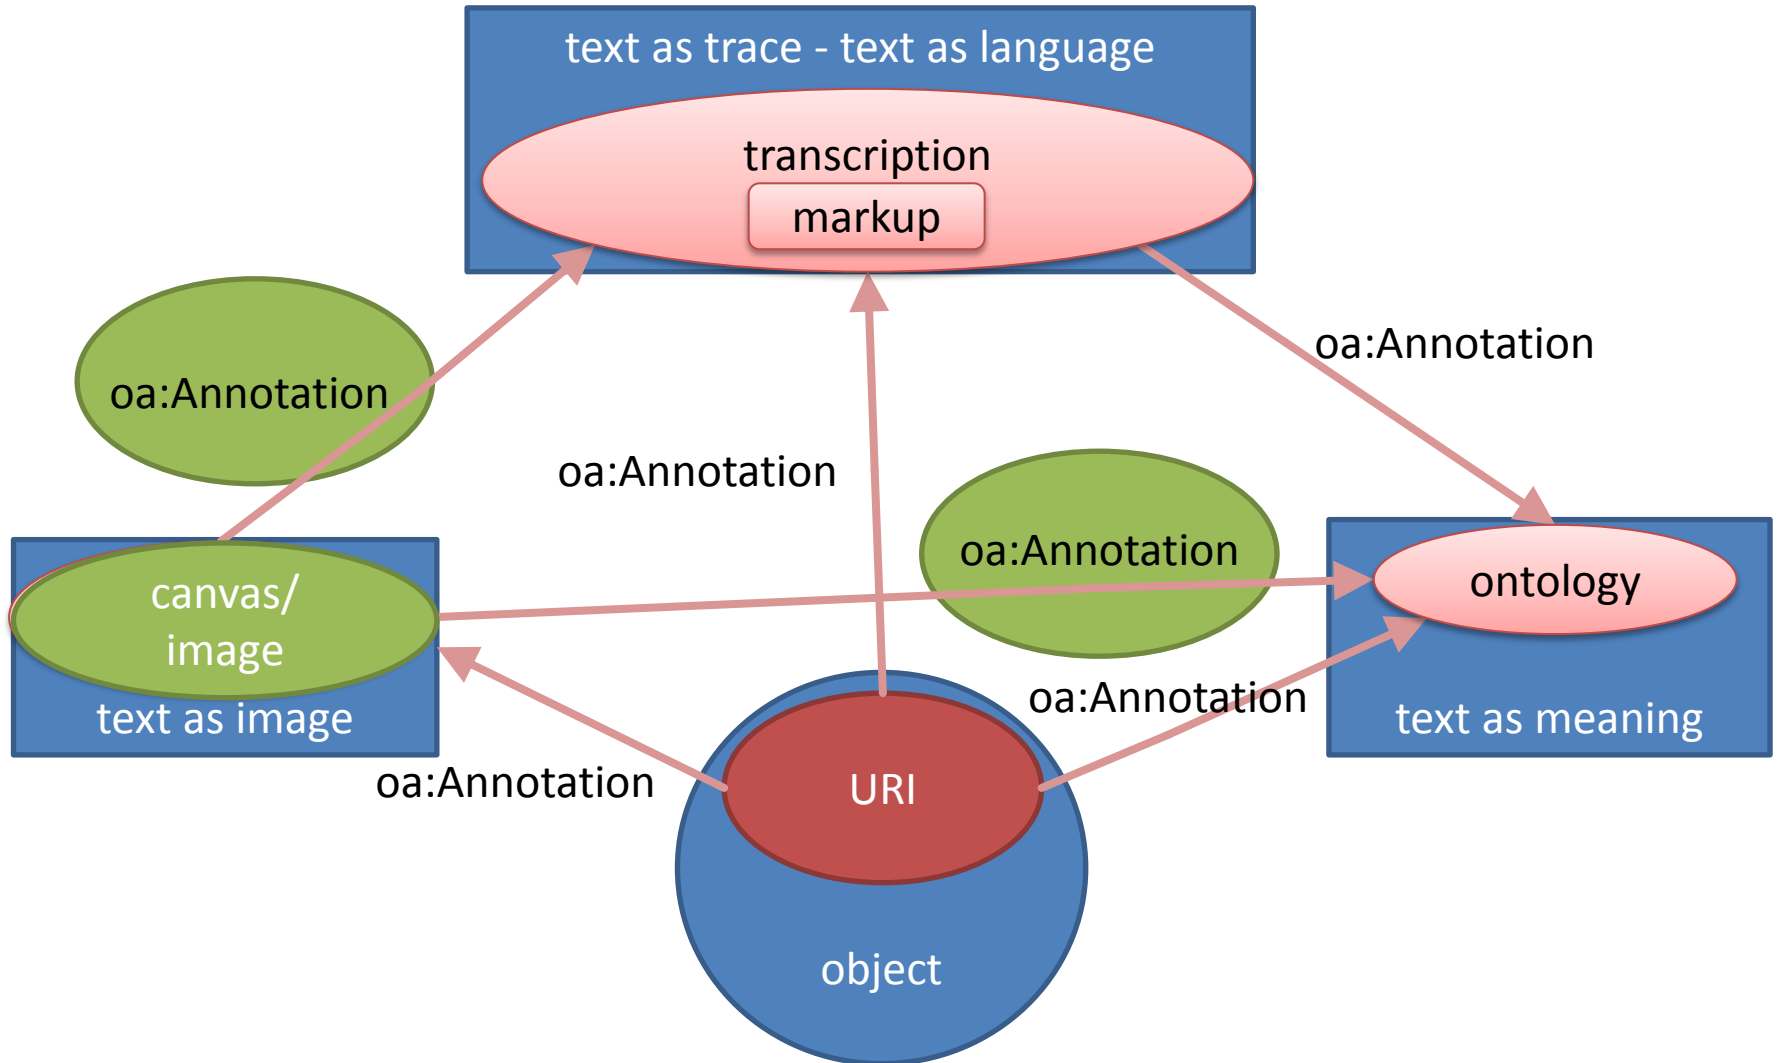 text as trace - text as language
transcription
markup
oa:Annotation
oa:Annotation
oa:Annotation
oa:Annotation
canvas/
image
text as image
ontology
text as meaning
oa:Annotation
oa:Annotation
URI
object